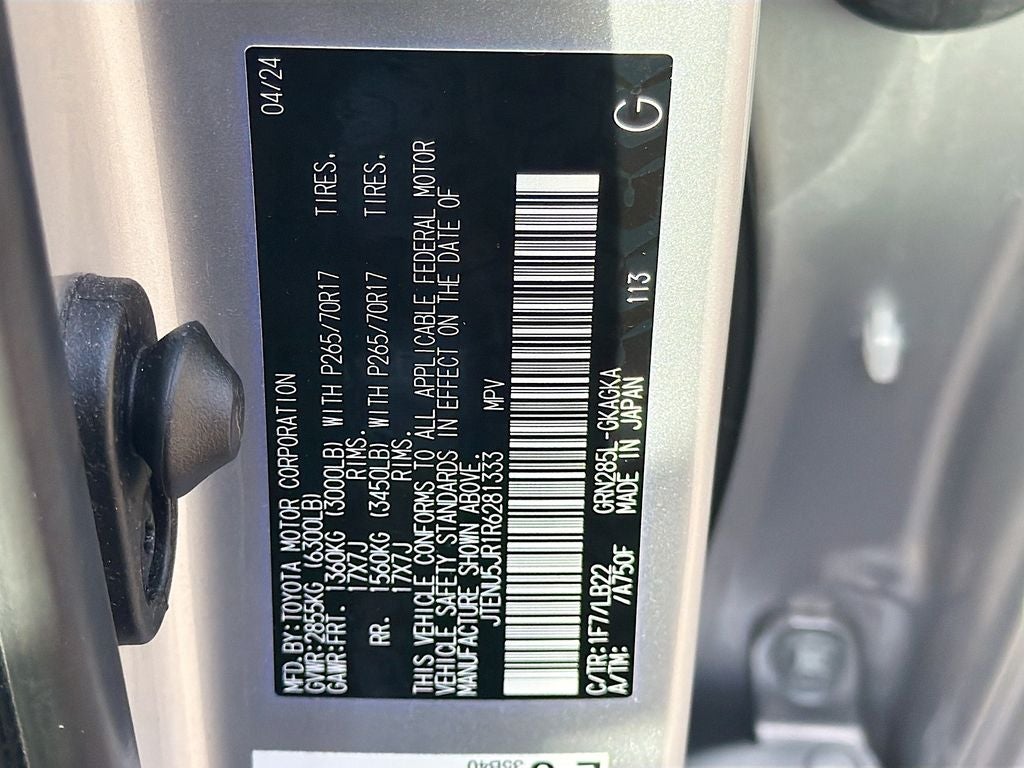 04/24
MFD.BY:TOYOTA MOTOR CORPORATION
GVWR:2855KG (6300LB)
GAWR:FRT. 1360KG (3000LB) WITH P265/70R17 TIRES.
17X7J RIMS.
RR. 1560KG (3450LB) WITH P265/70R17 TIRES.
17X7J RIMS.
THIS VEHICLE CONFORMS TO ALL APPLICABLE FEDERAL MOTOR
VEHICLE SAFETY STANDARDS IN EFFECT ON THE DATE OF
MANUFACTURE SHOWN ABOVE.
JTENU5JR1R6281333 MPV
C/TR:1F7/LB22 GRN285L-GKAGKA
A/TM: /A750F MADE IN JAPAN 113 G
35B40